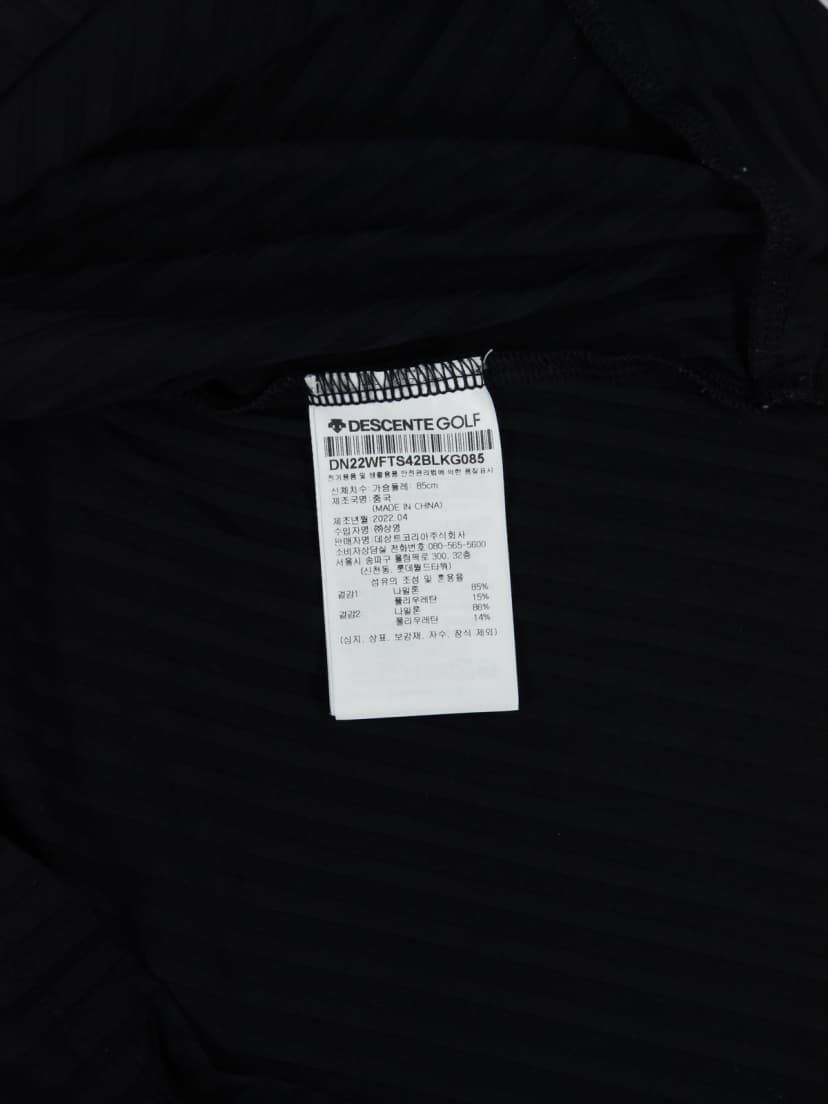 DESCENTE GOLF
DN22WFTS42BLKG085
전기용품 및 생활용품 안전관리법에 의한 품질표시
신체치수: 가슴둘레: 85cm
제조국명: 중국
(MADE IN CHINA)
제조년월: 2022.04
수입자명: ㈜상영
판매자명: 데상트코리아주식회사
소비자상담실 전화번호: 080-565-5600
서울시 송파구 올림픽로 300, 32층
(신천동, 롯데월드타워)
섬유의 조성 및 혼용율
겉감1 나일론 85%
폴리우레탄 15%
겉감2 나일론 86%
폴리우레탄 14%
(심지, 상표, 보강재, 자수, 장식 제외)